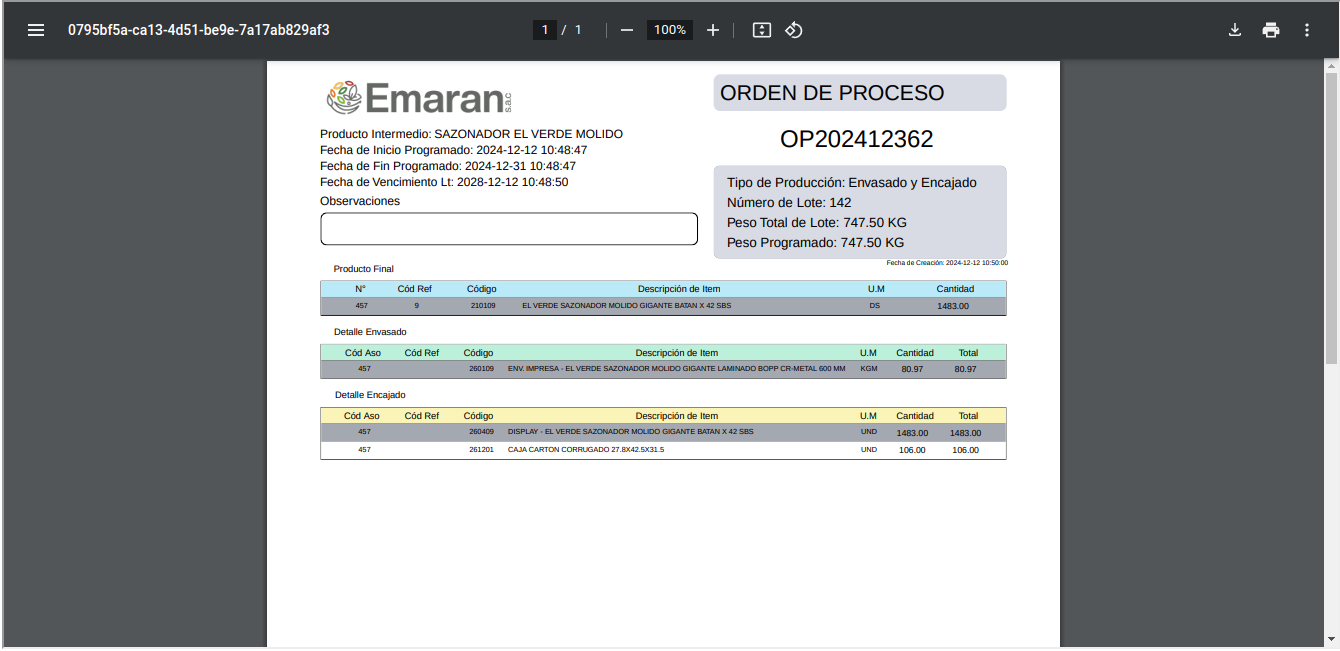 0795bf5a-ca13-4d51-be9e-7a17ab829af3
1 / 1
100%
Emaran s.a.c
ORDEN DE PROCESO
OP202412362
Producto Intermedio: SAZONADOR EL VERDE MOLIDO
Fecha de Inicio Programado: 2024-12-12 10:48:47
Fecha de Fin Programado: 2024-12-31 10:48:47
Fecha de Vencimiento Lt: 2028-12-12 10:48:50
Observaciones
Tipo de Producción: Envasado y Encajado
Número de Lote: 142
Peso Total de Lote: 747.50 KG
Peso Programado: 747.50 KG
Fecha de Creación: 2024-12-12 10:50:00
Producto Final
N° Cód Ref Código Descripción de Item U.M Cantidad
457 9 210109 EL VERDE SAZONADOR MOLIDO GIGANTE BATAN X 42 SBS DS 1483.00
Detalle Envasado
Cód Aso Cód Ref Código Descripción de Item U.M Cantidad Total
457 260109 ENV. IMPRESA - EL VERDE SAZONADOR MOLIDO GIGANTE LAMINADO BOPP CR-METAL 600 MM KGM 80.97 80.97
Detalle Encajado
Cód Aso Cód Ref Código Descripción de Item U.M Cantidad Total
457 260409 DISPLAY - EL VERDE SAZONADOR MOLIDO GIGANTE BATAN X 42 SBS UND 1483.00 1483.00
457 261201 CAJA CARTON CORRUGADO 27.8X42.5X31.5 UND 106.00 106.00